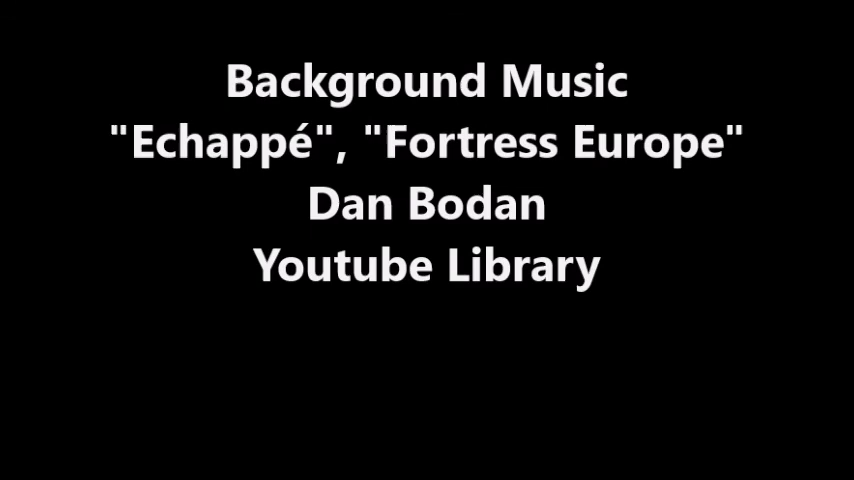 Background Music
"Echappé", "Fortress Europe"
Dan Bodan
Youtube Library